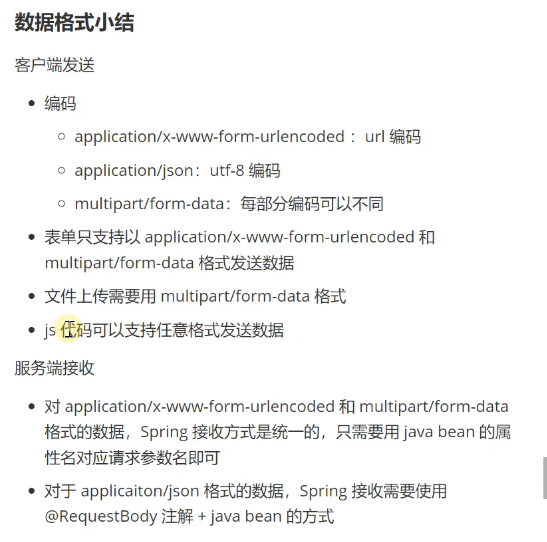 数据格式小结
客户端发送
编码
application/x-www-form-urlencoded ：url 编码
application/json：utf-8 编码
multipart/form-data：每部分编码可以不同
表单只支持以 application/x-www-form-urlencoded 和
multipart/form-data 格式发送数据
文件上传需要用 multipart/form-data 格式
js 代码可以支持任意格式发送数据
服务端接收
对 application/x-www-form-urlencoded 和 multipart/form-data
格式的数据，Spring 接收方式是统一的，只需要用 java bean 的属
性名对应请求参数名即可
对于 applicaiton/json 格式的数据，Spring 接收需要使用
@RequestBody 注解 + java bean 的方式